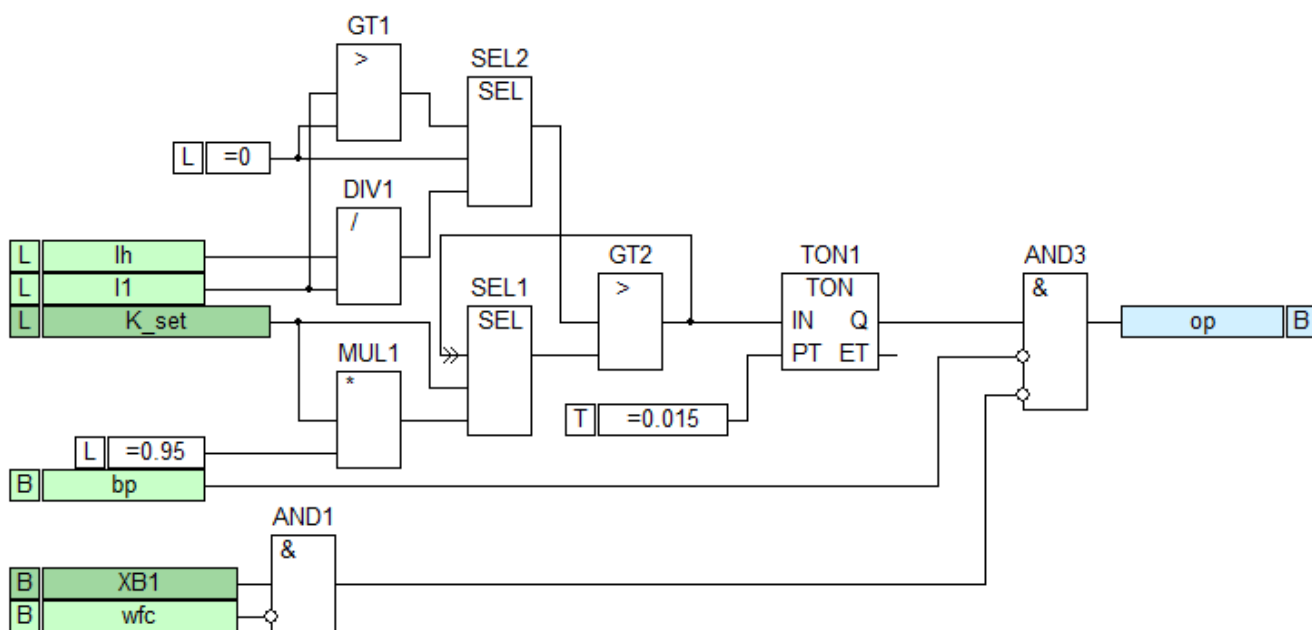 GT1
>
SEL2
SEL
L =0
DIV1
/
L Ih
L I1
L K_set
SEL1
SEL
GT2
>
TON1
TON
IN Q
PT ET
AND3
&
op B
MUL1
*
T =0.015
L =0.95
B bp
AND1
&
B XB1
B wfc